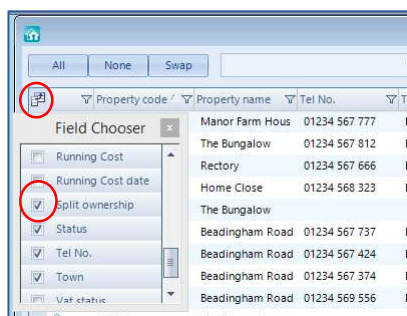 All None Swap
Property code Property name Tel No.
Field Chooser
Running Cost
Running Cost date
Split ownership
Status
Tel No.
Town
Vat status
Manor Farm Hous 01234 567 777
The Bungalow 01234 567 812
Rectory 01234 567 666
Home Close 01234 568 323
The Bungalow
Beadingham Road 01234 567 737
Beadingham Road 01234 567 424
Beadingham Road 01234 567 374
Beadingham Road 01234 569 556